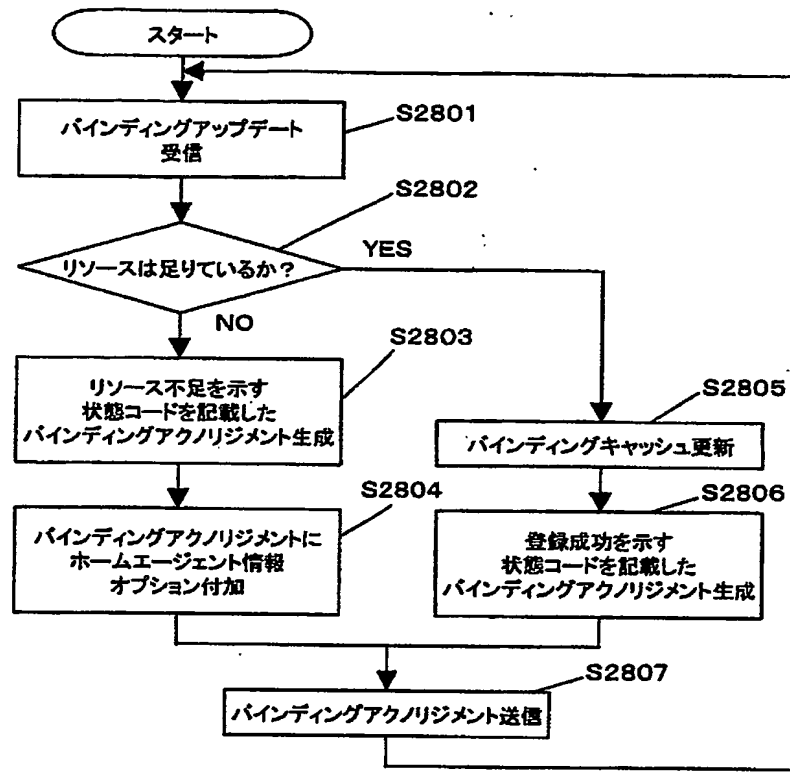 スタート
バインディングアップデート
受信
S2801
S2802
リソースは足りているか？
YES
NO
S2803
リソース不足を示す
状態コードを記載した
バインディングアクノリジメント生成
S2805
バインディングキャッシュ更新
S2804
バインディングアクノリジメントに
ホームエージェント情報
オプション付加
S2806
登録成功を示す
状態コードを記載した
バインディングアクノリジメント生成
S2807
バインディングアクノリジメント送信